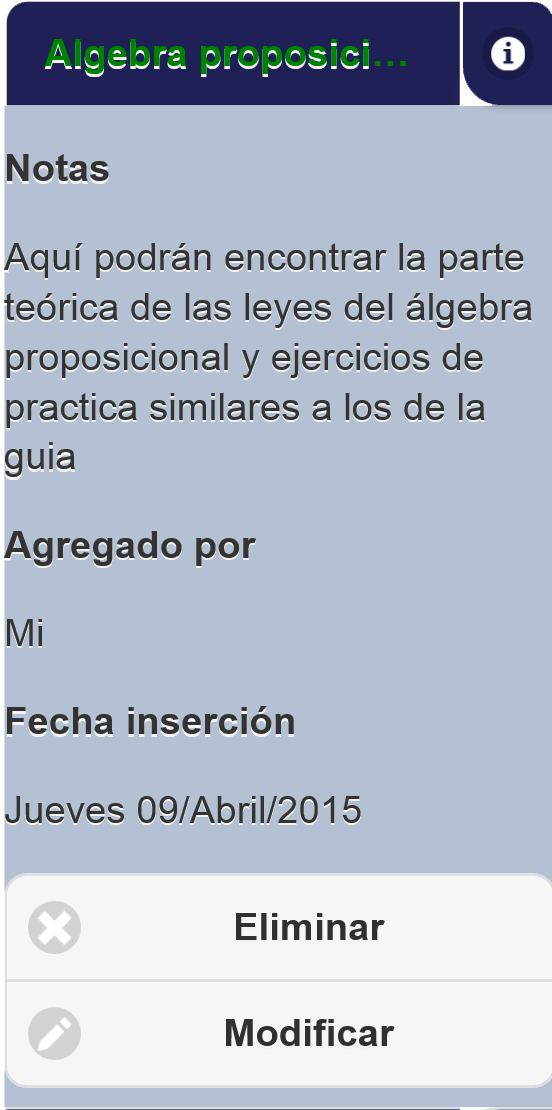 Algebra proposici...
Notas
Aquí podrán encontrar la parte
teórica de las leyes del álgebra
proposicional y ejercicios de
practica similares a los de la
guia
Agregado por
Mi
Fecha inserción
Jueves 09/Abril/2015
Eliminar
Modificar